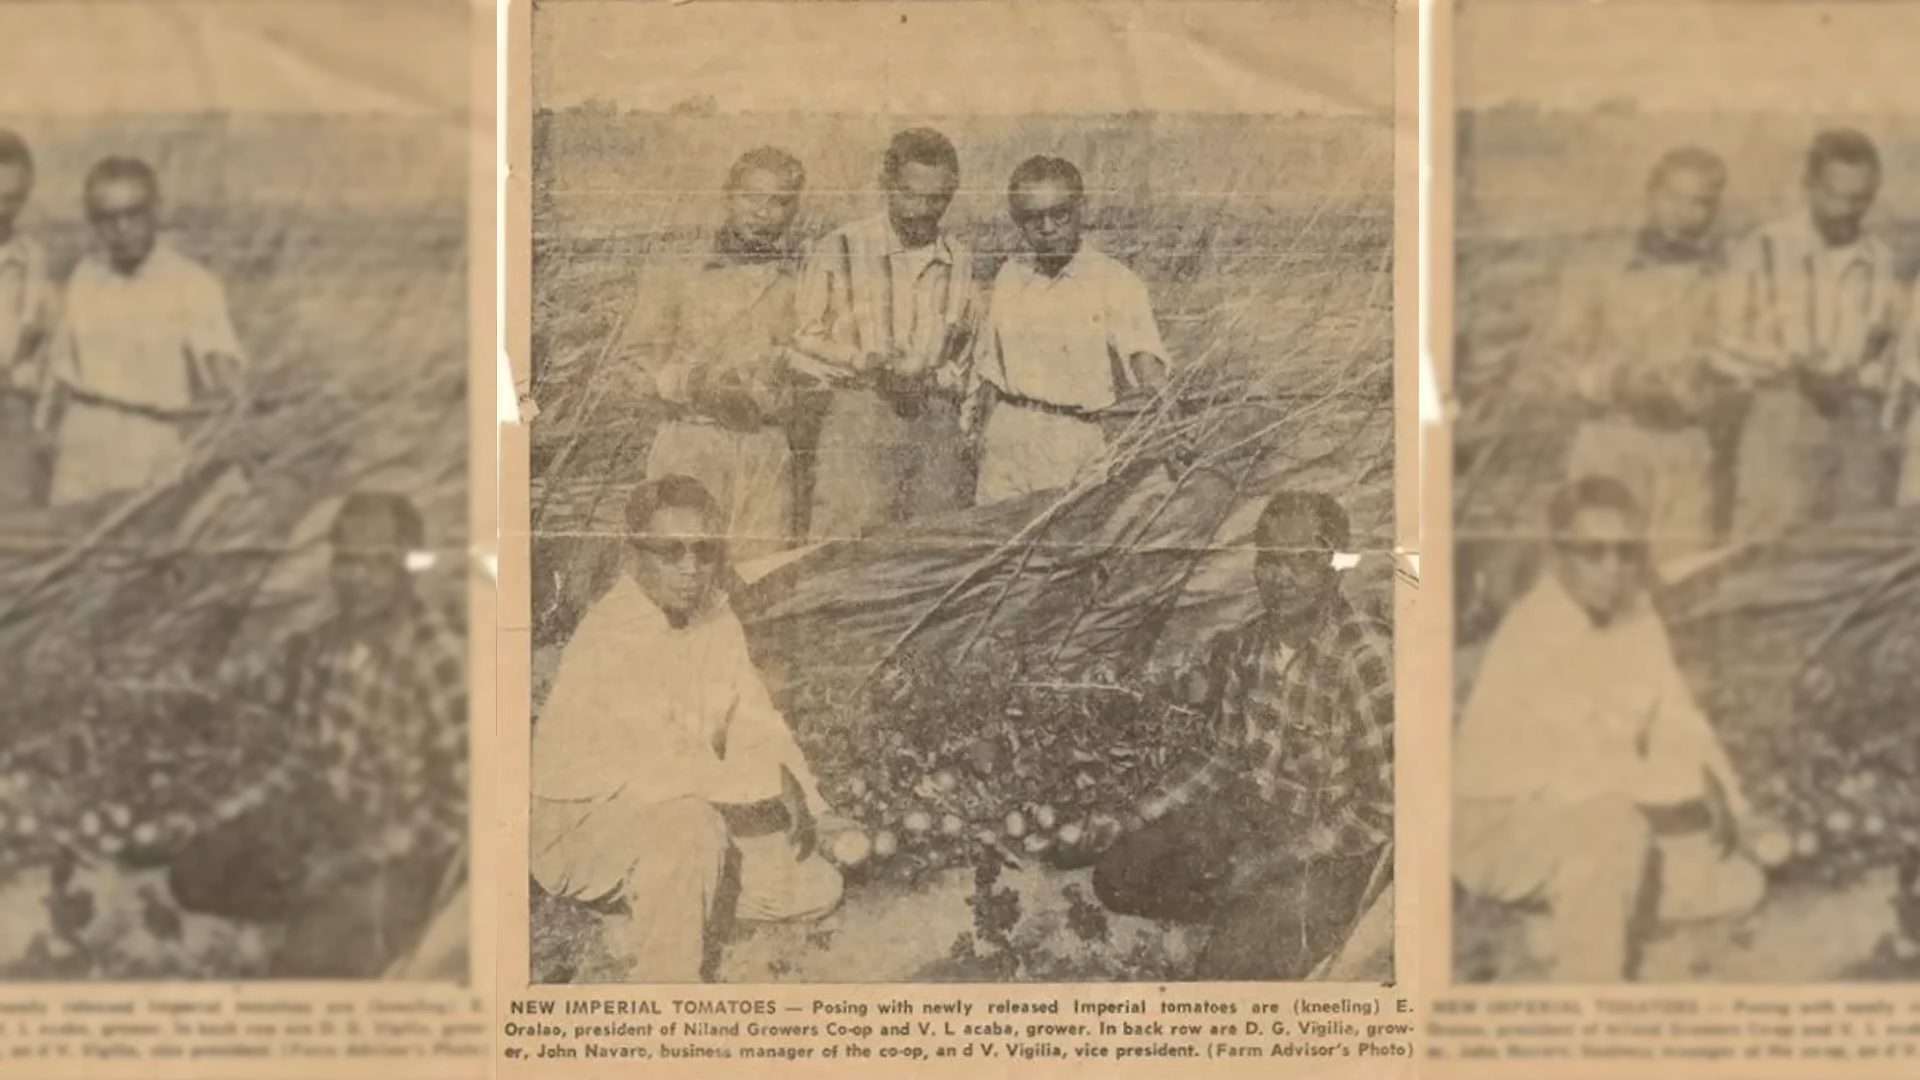 NEW IMPERIAL TOMATOES — Posing with newly released Imperial tomatoes are (kneeling) E.
Oralao, president of Niland Growers Co-op and V. L acaba, grower. In back row are D. G. Vigilia, grow-
er, John Navaro, business manager of the co-op, an d V. Vigilia, vice president. (Farm Advisor's Photo)